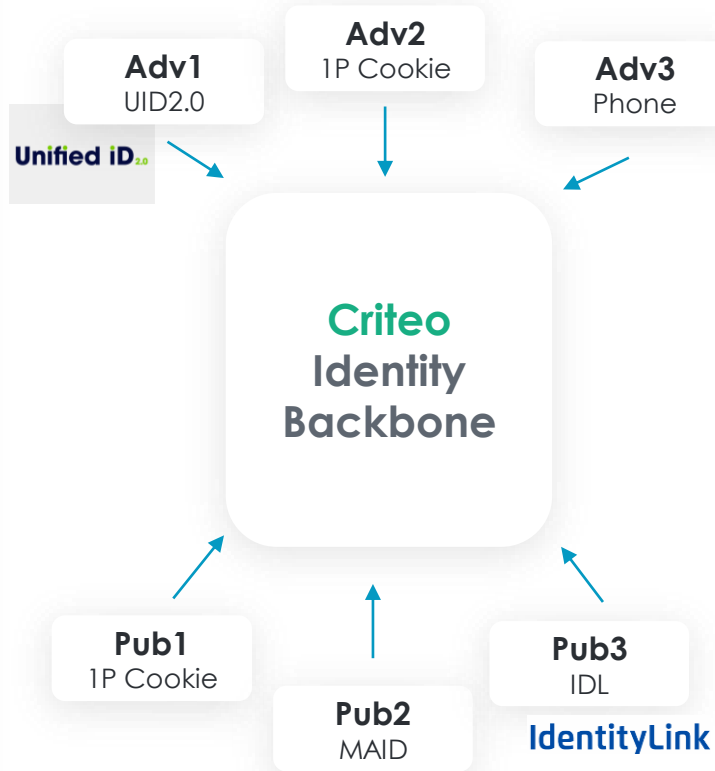 Adv1
UID2.0
Adv2
1P Cookie
Adv3
Phone
Unified iD2.0
Criteo
Identity
Backbone
Pub1
1P Cookie
Pub2
MAID
Pub3
IDL
IdentityLink